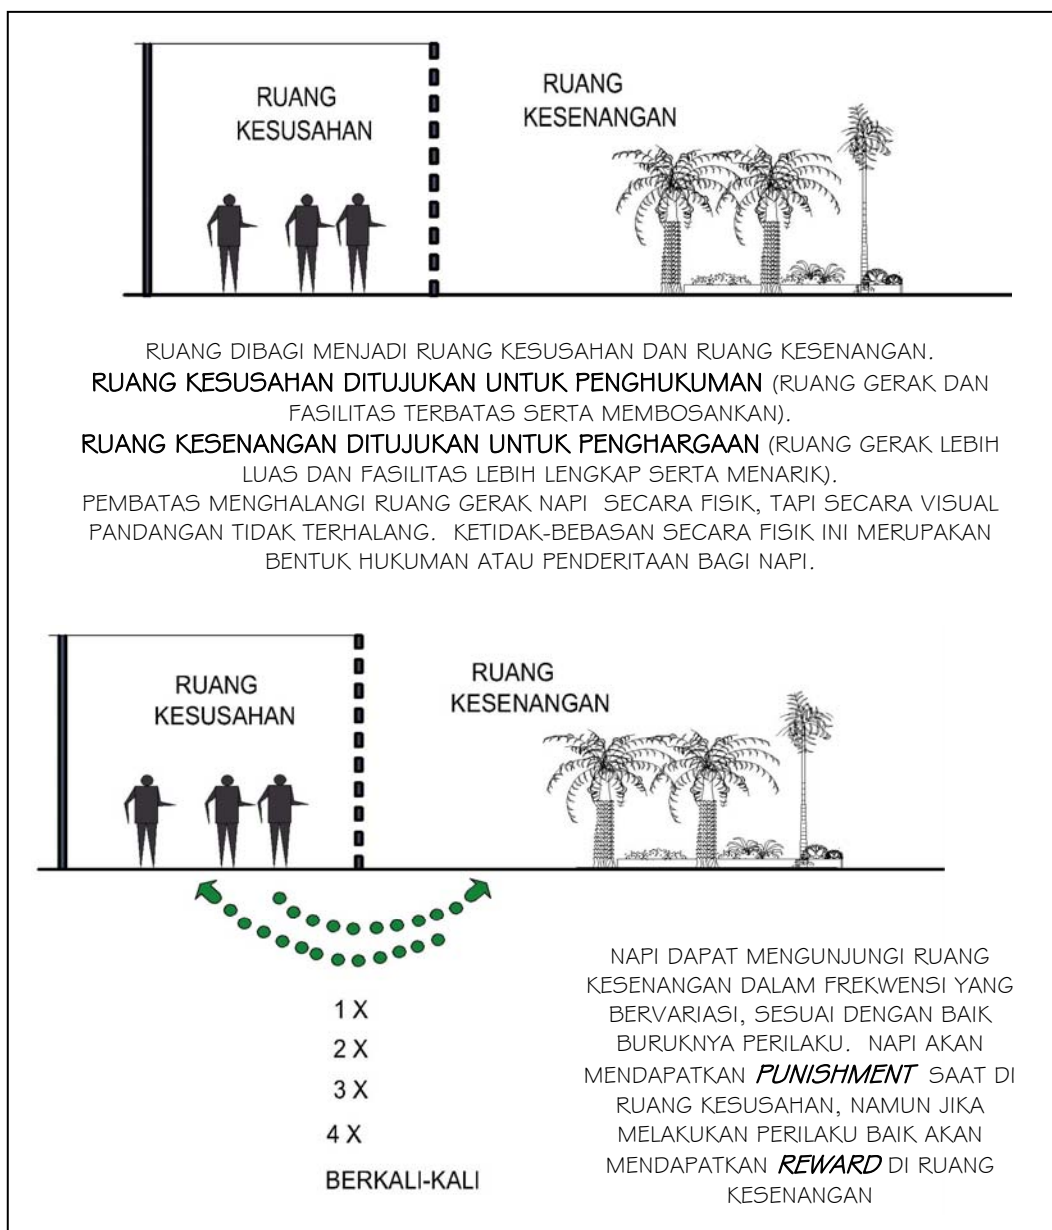 RUANG
KESUSAHAN
RUANG
KESENANGAN
RUANG DIBAGI MENJADI RUANG KESUSAHAN DAN RUANG KESENANGAN.
RUANG KESUSAHAN DITUJUKAN UNTUK PENGHUKUMAN (RUANG GERAK DAN
FASILITAS TERBATAS SERTA MEMBOSANKAN).
RUANG KESENANGAN DITUJUKAN UNTUK PENGHARGAAN (RUANG GERAK LEBIH
LUAS DAN FASILITAS LEBIH LENGKAP SERTA MENARIK).
PEMBATAS MENGHALANGI RUANG GERAK NAPI SECARA FISIK, TAPI SECARA VISUAL
PANDANGAN TIDAK TERHALANG. KETIDAK-BEBASAN SECARA FISIK INI MERUPAKAN
BENTUK HUKUMAN ATAU PENDERITAAN BAGI NAPI.
RUANG
KESUSAHAN
RUANG
KESENANGAN
1 X
2 X
3 X
4 X
BERKALI-KALI
NAPI DAPAT MENGUNJUNGI RUANG
KESENANGAN DALAM FREKWENSI YANG
BERVARIASI, SESUAI DENGAN BAIK
BURUKNYA PERILAKU. NAPI AKAN
MENDAPATKAN PUNISHMENT SAAT DI
RUANG KESUSAHAN, NAMUN JIKA
MELAKUKAN PERILAKU BAIK AKAN
MENDAPATKAN REWARD DI RUANG
KESENANGAN